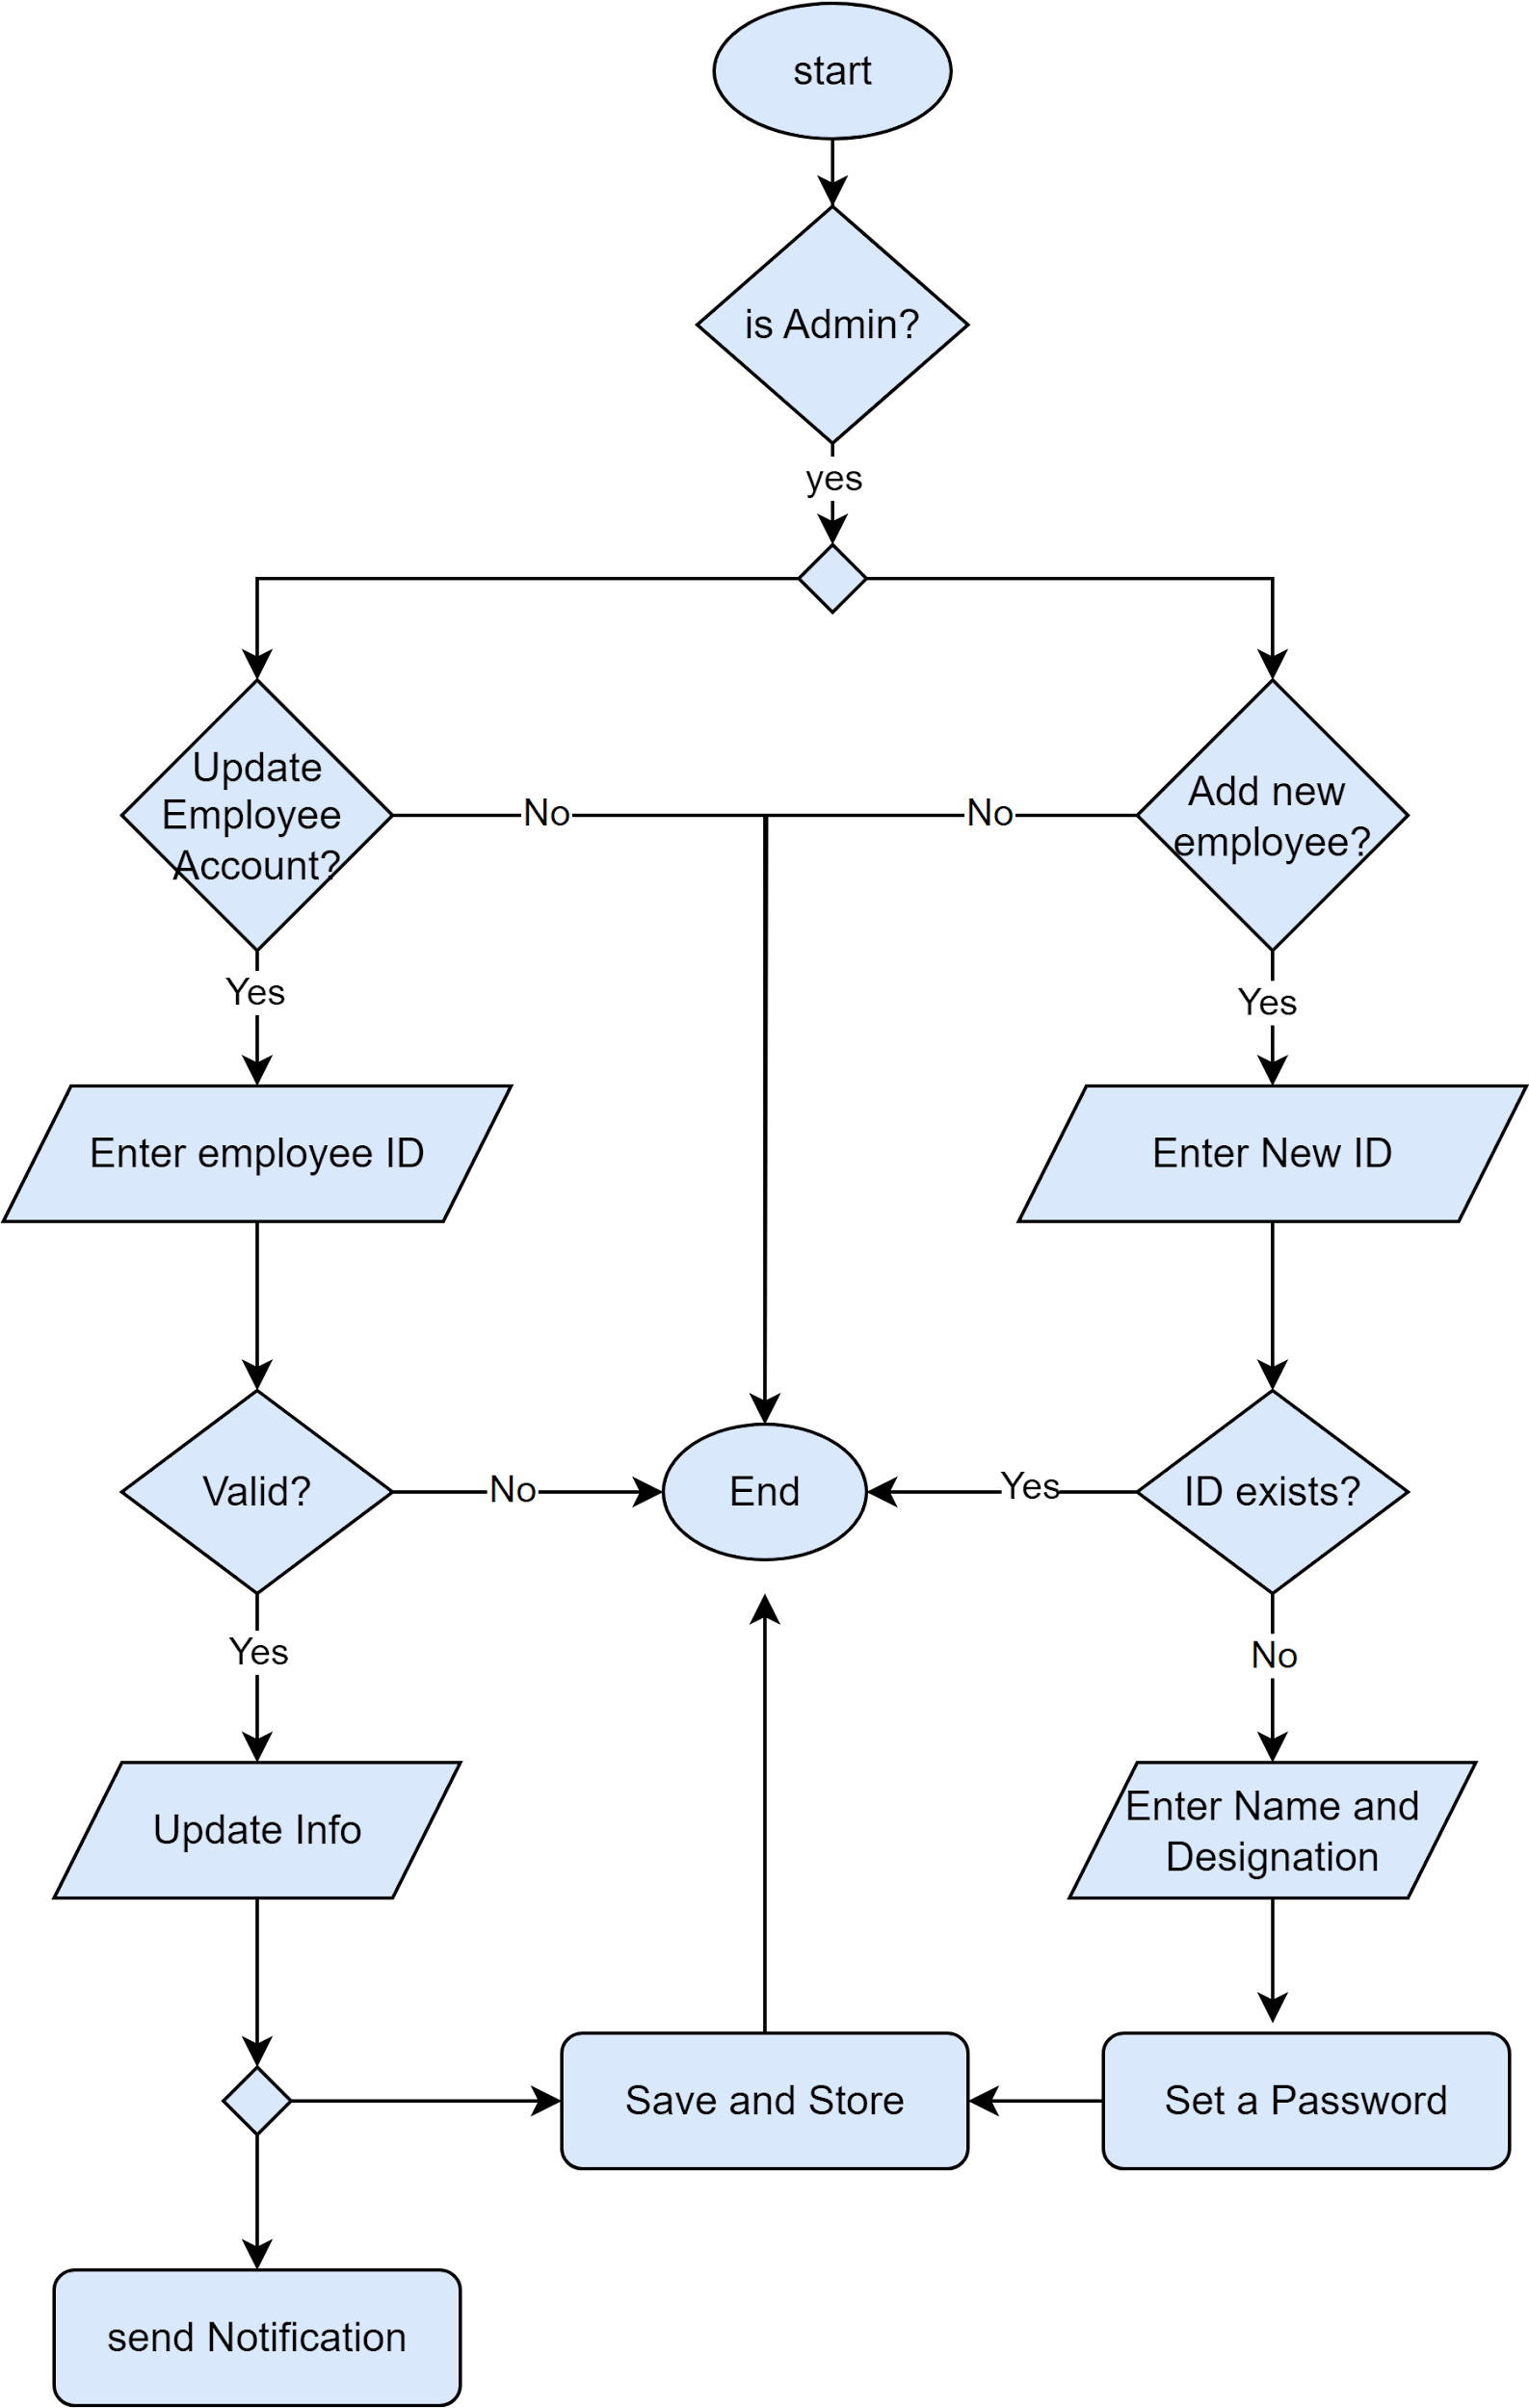 start
is Admin?
yes
Update
Employee
Account?
No
No
Add new
employee?
Yes
Yes
Enter employee ID
Enter New ID
Valid?
No
End
Yes
ID exists?
Yes
No
Update Info
Enter Name and
Designation
Save and Store
Set a Password
send Notification